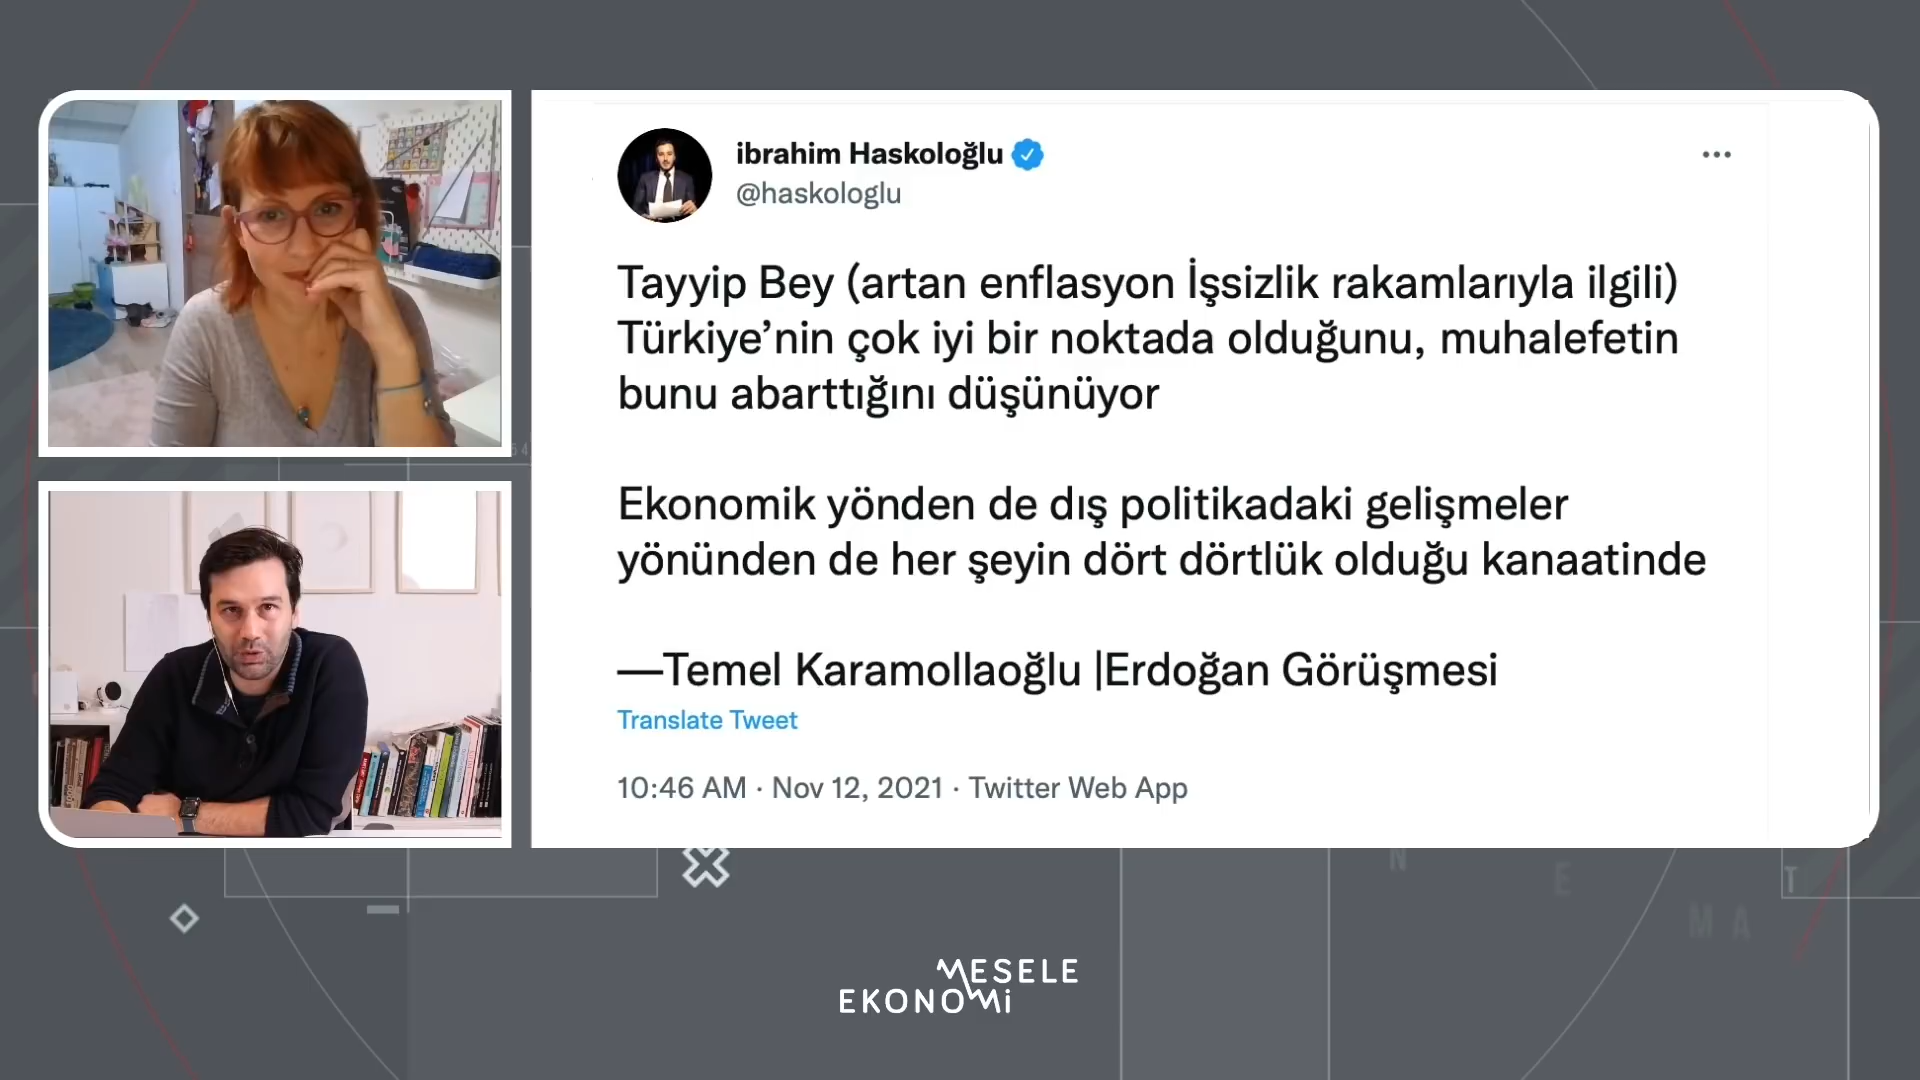 ibrahim Haskoloğlu
@haskologlu
Tayyip Bey (artan enflasyon İşsizlik rakamlarıyla ilgili)
Türkiye’nin çok iyi bir noktada olduğunu, muhalefetin
bunu abarttığını düşünüyor
Ekonomik yönden de dış politikadaki gelişmeler
yönünden de her şeyin dört dörtlük olduğu kanaatinde
—Temel Karamollaoğlu |Erdoğan Görüşmesi
Translate Tweet
10:46 AM · Nov 12, 2021 · Twitter Web App
N
E
T
M A
MESELE
EKONOMİ